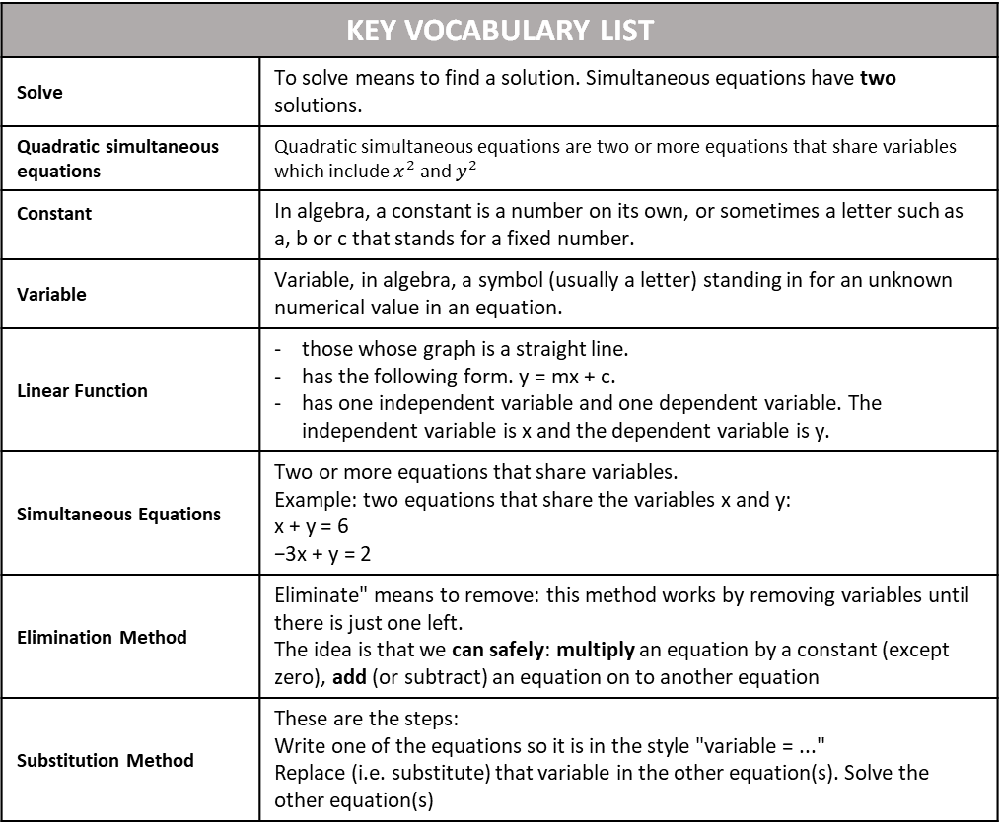 KEY VOCABULARY LIST
Solve
To solve means to find a solution. Simultaneous equations have two
solutions.
Quadratic simultaneous
equations
Quadratic simultaneous equations are two or more equations that share variables
which include x² and y²
Constant
In algebra, a constant is a number on its own, or sometimes a letter such as
a, b or c that stands for a fixed number.
Variable
Variable, in algebra, a symbol (usually a letter) standing in for an unknown
numerical value in an equation.
Linear Function
- those whose graph is a straight line.
- has the following form. y = mx + c.
- has one independent variable and one dependent variable. The
independent variable is x and the dependent variable is y.
Simultaneous Equations
Two or more equations that share variables.
Example: two equations that share the variables x and y:
x + y = 6
−3x + y = 2
Elimination Method
Eliminate" means to remove: this method works by removing variables until
there is just one left.
The idea is that we can safely: multiply an equation by a constant (except
zero), add (or subtract) an equation on to another equation
Substitution Method
These are the steps:
Write one of the equations so it is in the style "variable = ..."
Replace (i.e. substitute) that variable in the other equation(s). Solve the
other equation(s)